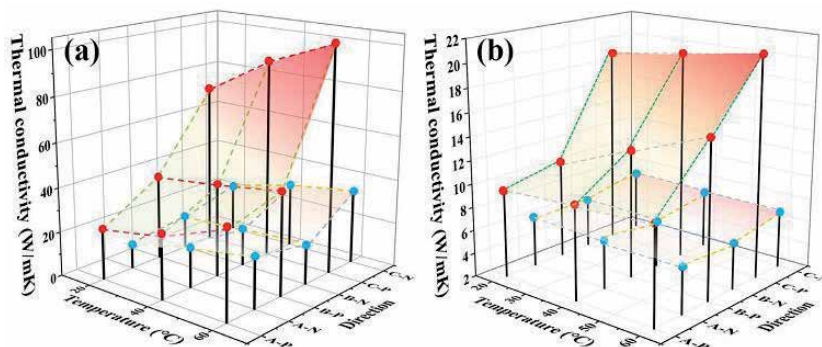 (a)
Thermal conductivity (W/mK)
100
80
60
40
20
0
20
40
60
Temperature (°C)
A-P
A-N
B-P
B-N
C-P
C-N
Direction
(b)
Thermal conductivity (W/mK)
22
20
18
16
14
12
10
8
6
4
2
20
30
40
50
60
Temperature (°C)
A-P
A-N
B-P
B-N
C-P
Direction